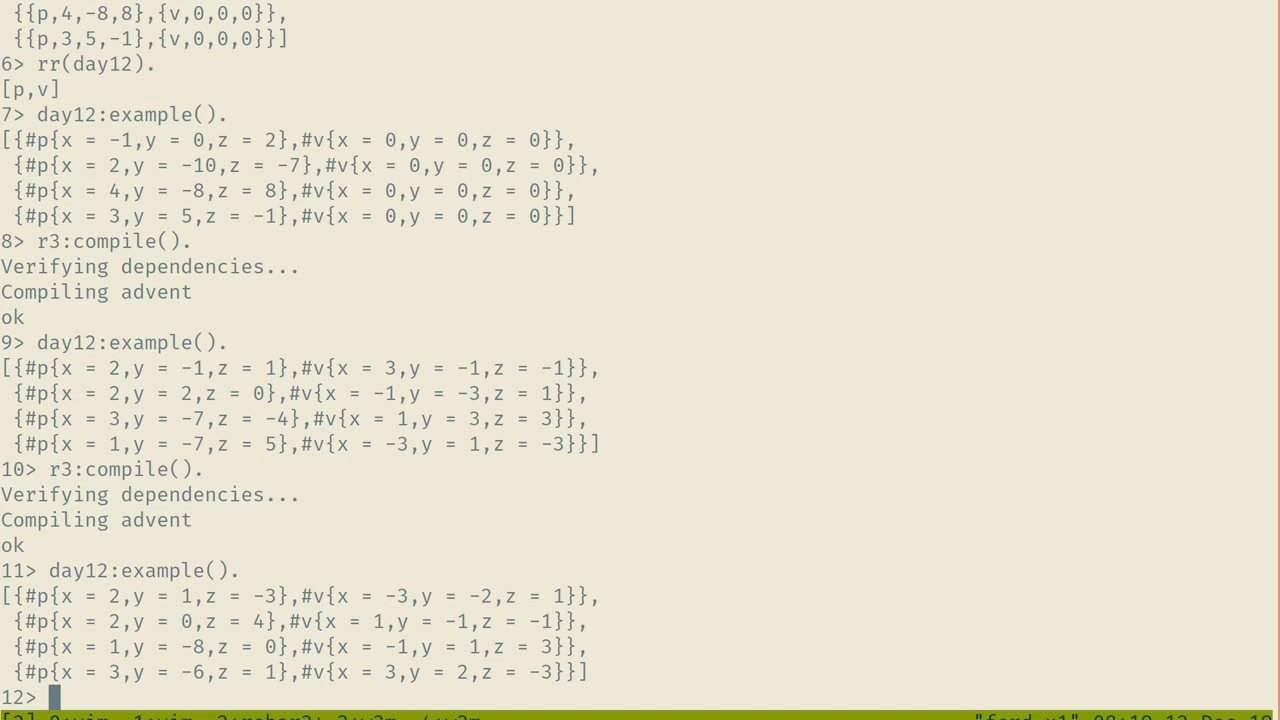 {{p,4,-8,8},{v,0,0,0}},
{{p,3,5,-1},{v,0,0,0}}]
6> rr(day12).
[p,v]
7> day12:example().
[{#p{x = -1,y = 0,z = 2},#v{x = 0,y = 0,z = 0}},
{#p{x = 2,y = -10,z = -7},#v{x = 0,y = 0,z = 0}},
{#p{x = 4,y = -8,z = 8},#v{x = 0,y = 0,z = 0}},
{#p{x = 3,y = 5,z = -1},#v{x = 0,y = 0,z = 0}}]
8> r3:compile().
Verifying dependencies...
Compiling advent
ok
9> day12:example().
[{#p{x = 2,y = -1,z = 1},#v{x = 3,y = -1,z = -1}},
{#p{x = 2,y = 2,z = 0},#v{x = -1,y = -3,z = 1}},
{#p{x = 3,y = -7,z = -4},#v{x = 1,y = 3,z = 3}},
{#p{x = 1,y = -7,z = 5},#v{x = -3,y = 1,z = -3}}]
10> r3:compile().
Verifying dependencies...
Compiling advent
ok
11> day12:example().
[{#p{x = 2,y = 1,z = -3},#v{x = -3,y = -2,z = 1}},
{#p{x = 2,y = 0,z = 4},#v{x = 1,y = -1,z = -1}},
{#p{x = 1,y = -8,z = 0},#v{x = -1,y = 1,z = 3}},
{#p{x = 3,y = -6,z = 1},#v{x = 3,y = 2,z = -3}}]
12>